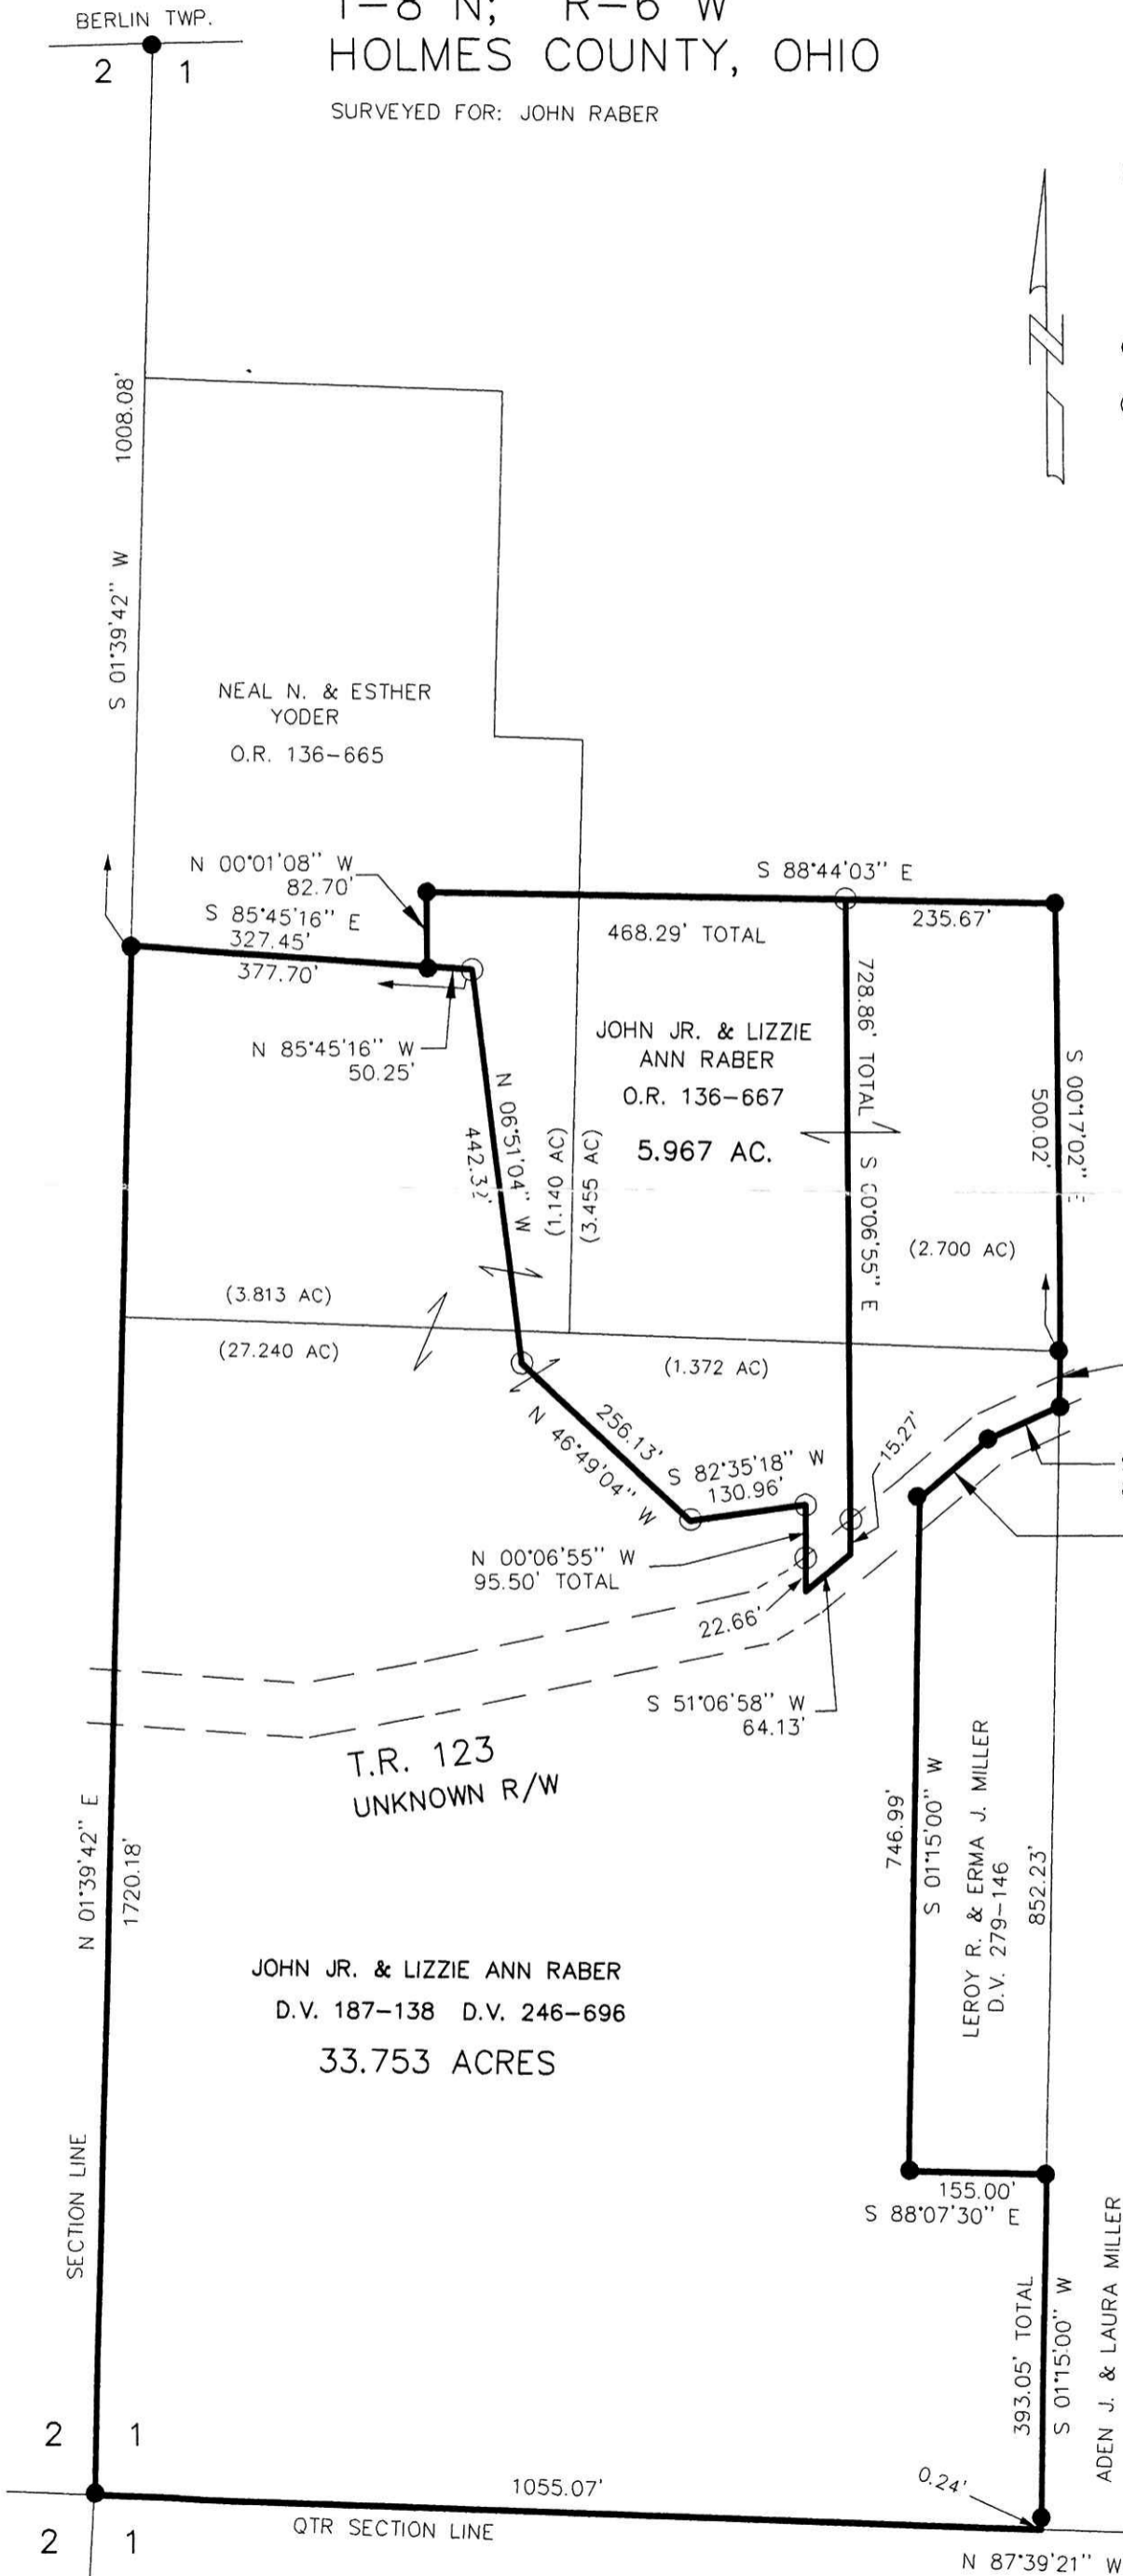 BERLIN TWP.
T-8 N; R-6 W
HOLMES COUNTY, OHIO
SURVEYED FOR: JOHN RABER
2 1
N
1008.08'
S 01°39'42" W
NEAL N. & ESTHER
YODER
O.R. 136-665
N 00°01'08" W
82.70'
S 85°45'16" E
327.45'
377.70'
N 85°45'16" W
50.25'
S 88°44'03" E
468.29' TOTAL
235.67'
JOHN JR. & LIZZIE
ANN RABER
O.R. 136-667
5.967 AC.
728.86' TOTAL S 00°06'55" E
S 00°17'02" E
500.02'
N 06°51'04" W
442.32'
(1.140 AC)
(3.455 AC)
(2.700 AC)
(3.813 AC)
(27.240 AC)
(1.372 AC)
256.13'
N 46°49'04" W
S 82°35'18" W
130.96'
15.27'
N 00°06'55" W
95.50' TOTAL
22.66'
S 51°06'58" W
64.13'
T.R. 123
UNKNOWN R/W
N 01°39'42" E
1720.18'
746.99'
S 01°15'00" W
LEROY R. & ERMA J. MILLER
D.V. 279-146
852.23'
JOHN JR. & LIZZIE ANN RABER
D.V. 187-138 D.V. 246-696
33.753 ACRES
SECTION LINE
155.00'
S 88°07'30" E
393.05' TOTAL
S 01°15'00" W
ADEN J. & LAURA MILLER
2 1
1055.07'
0.24'
QTR SECTION LINE
2 1
N 87°39'21" W